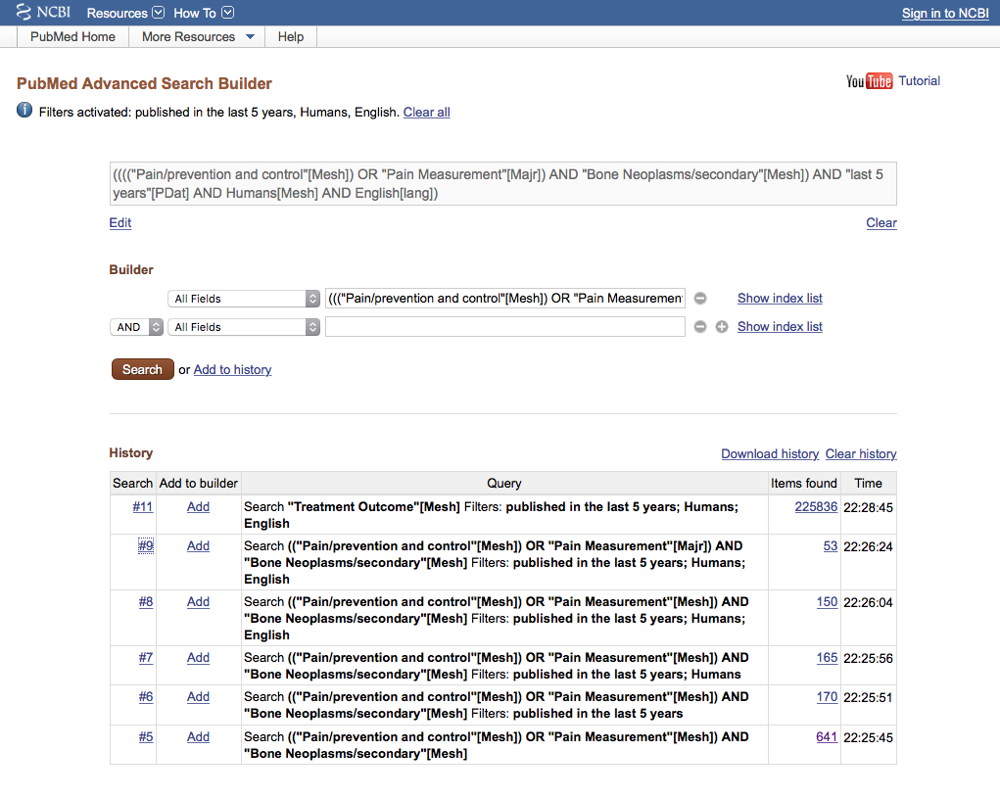 NCBI Resources How To Sign in to NCBI
PubMed Home More Resources Help
PubMed Advanced Search Builder
YouTube Tutorial
Filters activated: published in the last 5 years, Humans, English. Clear all
(((("Pain/prevention and control"[Mesh]) OR "Pain Measurement"[Majr]) AND "Bone Neoplasms/secondary"[Mesh]) AND "last 5
years"[PDat] AND Humans[Mesh] AND English[lang])
Edit Clear
Builder
All Fields ((("Pain/prevention and control"[Mesh]) OR "Pain Measuremen Show index list
AND All Fields Show index list
Search or Add to history
History Download history Clear history
Search Add to builder Query Items found Time
#11 Add Search "Treatment Outcome"[Mesh] Filters: published in the last 5 years; Humans; 225836 22:28:45
English
#9 Add Search (("Pain/prevention and control"[Mesh]) OR "Pain Measurement"[Majr]) AND 53 22:26:24
"Bone Neoplasms/secondary"[Mesh] Filters: published in the last 5 years; Humans;
English
#8 Add Search (("Pain/prevention and control"[Mesh]) OR "Pain Measurement"[Mesh]) AND 150 22:26:04
"Bone Neoplasms/secondary"[Mesh] Filters: published in the last 5 years; Humans;
English
#7 Add Search (("Pain/prevention and control"[Mesh]) OR "Pain Measurement"[Mesh]) AND 165 22:25:56
"Bone Neoplasms/secondary"[Mesh] Filters: published in the last 5 years; Humans
#6 Add Search (("Pain/prevention and control"[Mesh]) OR "Pain Measurement"[Mesh]) AND 170 22:25:51
"Bone Neoplasms/secondary"[Mesh] Filters: published in the last 5 years
#5 Add Search (("Pain/prevention and control"[Mesh]) OR "Pain Measurement"[Mesh]) AND 641 22:25:45
"Bone Neoplasms/secondary"[Mesh]